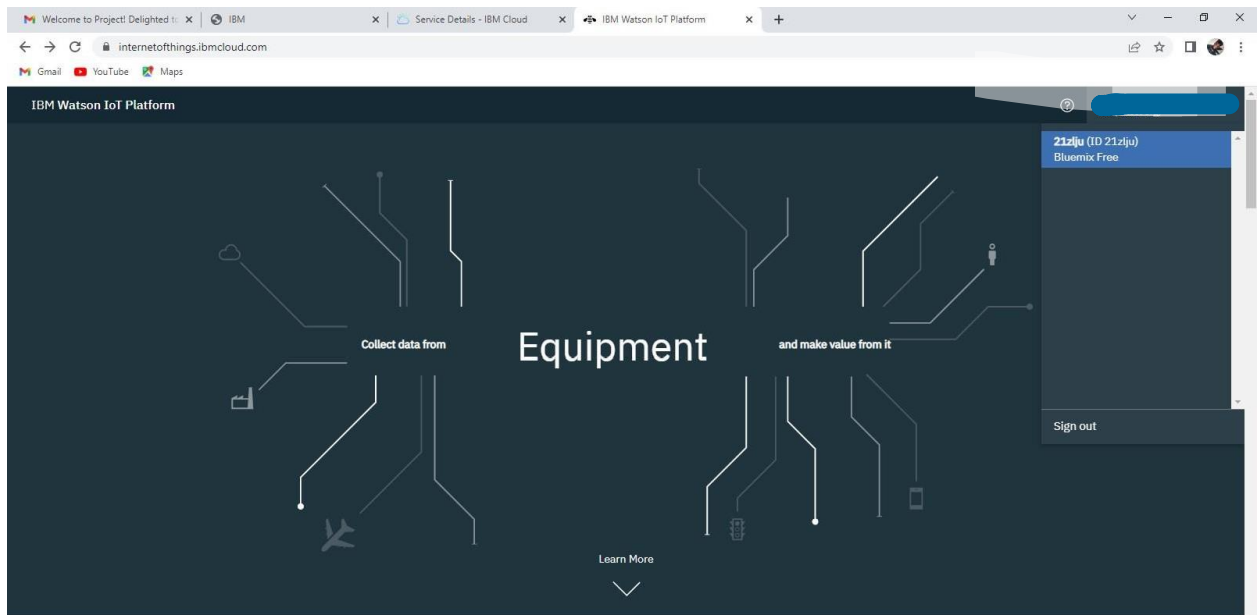 Welcome to Project! Delighted to
IBM
Service Details - IBM Cloud
IBM Watson IoT Platform
internetofthings.ibmcloud.com
Gmail
YouTube
Maps
IBM Watson IoT Platform
21zlju (ID 21zlju)
Bluemix Free
Collect data from
Equipment
and make value from it
Sign out
Learn More